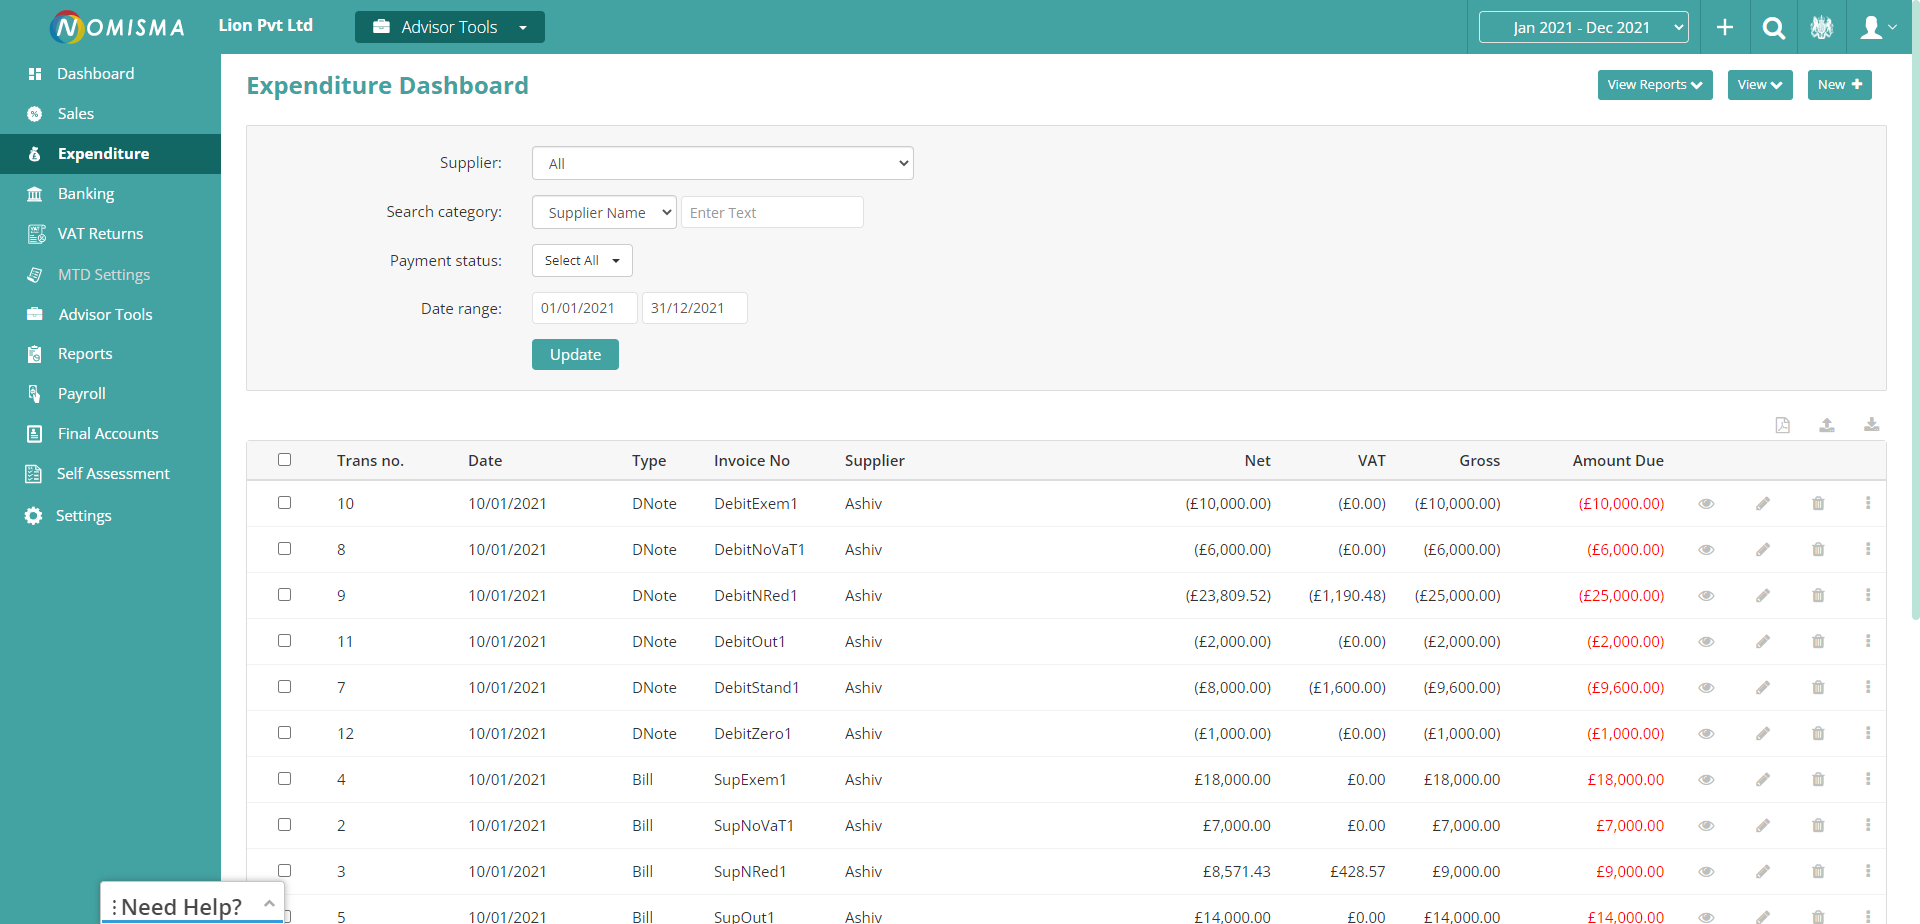 NOMISMA
Lion Pvt Ltd
Advisor Tools
Jan 2021 - Dec 2021
Dashboard
Sales
Expenditure
Banking
VAT Returns
MTD Settings
Advisor Tools
Reports
Payroll
Final Accounts
Self Assessment
Settings
Expenditure Dashboard
View Reports
View
New
Supplier: All
Search category: Supplier Name Enter Text
Payment status: Select All
Date range: 01/01/2021 31/12/2021
Update
Trans no. Date Type Invoice No Supplier Net VAT Gross Amount Due
10 10/01/2021 DNote DebitExem1 Ashiv (£10,000.00) (£0.00) (£10,000.00) (£10,000.00)
8 10/01/2021 DNote DebitNoVaT1 Ashiv (£6,000.00) (£0.00) (£6,000.00) (£6,000.00)
9 10/01/2021 DNote DebitNRed1 Ashiv (£23,809.52) (£1,190.48) (£25,000.00) (£25,000.00)
11 10/01/2021 DNote DebitOut1 Ashiv (£2,000.00) (£0.00) (£2,000.00) (£2,000.00)
7 10/01/2021 DNote DebitStand1 Ashiv (£8,000.00) (£1,600.00) (£9,600.00) (£9,600.00)
12 10/01/2021 DNote DebitZero1 Ashiv (£1,000.00) (£0.00) (£1,000.00) (£1,000.00)
4 10/01/2021 Bill SupExem1 Ashiv £18,000.00 £0.00 £18,000.00 £18,000.00
2 10/01/2021 Bill SupNoVaT1 Ashiv £7,000.00 £0.00 £7,000.00 £7,000.00
3 10/01/2021 Bill SupNRed1 Ashiv £8,571.43 £428.57 £9,000.00 £9,000.00
5 10/01/2021 Bill SupOut1 Ashiv £14,000.00 £0.00 £14,000.00 £14,000.00
Need Help?